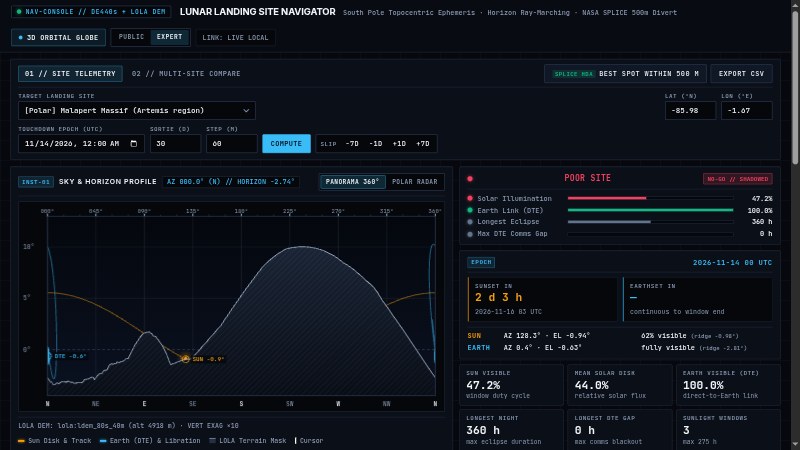 NAV-CONSOLE // DE440s + LOLA DEM
LUNAR LANDING SITE NAVIGATOR
South Pole Topocentric Ephemeris · Horizon Ray-Marching · NASA SPLICE 500m Divert
3D ORBITAL GLOBE
PUBLIC
EXPERT
LINK: LIVE LOCAL
01 // SITE TELEMETRY
02 // MULTI-SITE COMPARE
BEST SPOT WITHIN 500 M
EXPORT CSV
TARGET LANDING SITE
LAT (°N)
LON (°E)
[Polar] Malapert Massif (Artemis region)
-85.98
-1.67
TOUCHDOWN EPOCH (UTC)
SORTIE (D)
STEP (M)
11/14/2026, 12:00 AM
30
60
COMPUTE
SLIP
-7D
-1D
+1D
+7D
INST-01
SKY & HORIZON PROFILE
AZ 000.0° (N) // HORIZON -2.74°
PANORAMA 360°
POLAR RADAR
000°
045°
090°
135°
180°
225°
270°
315°
360°
10°
5°
0°
DTE -0.6°
SUN -0.9°
N
NE
E
SE
S
SW
W
NW
N
LOLA DEM: lola:ldem_80s_40m (alt 4918 m) · VERT EXAG ×10
Sun Disk & Track
Earth (DTE) & Libration
LOLA Terrain Mask
Cursor
POOR SITE
NO-GO // SHADOWED
Solar Illumination
47.2%
Earth Link (DTE)
100.0%
Longest Eclipse
360 h
Max DTE Comms Gap
0 h
EPOCH
2026-11-14 00 UTC
SUNSET IN
2 d 3 h
2026-11-16 03 UTC
EARTHSET IN
—
continuous to window end
SUN
AZ 128.3° · EL -0.94°
62% visible (ridge -0.98°)
EARTH
AZ 0.4° · EL -0.63°
fully visible (ridge -2.81°)
SUN VISIBLE
47.2%
window duty cycle
MEAN SOLAR DISK
44.0%
relative solar flux
EARTH VISIBLE (DTE)
100.0%
direct-to-Earth link
LONGEST NIGHT
360 h
max eclipse duration
LONGEST DTE GAP
0 h
max comms blackout
SUNLIGHT WINDOWS
3
max 275 h